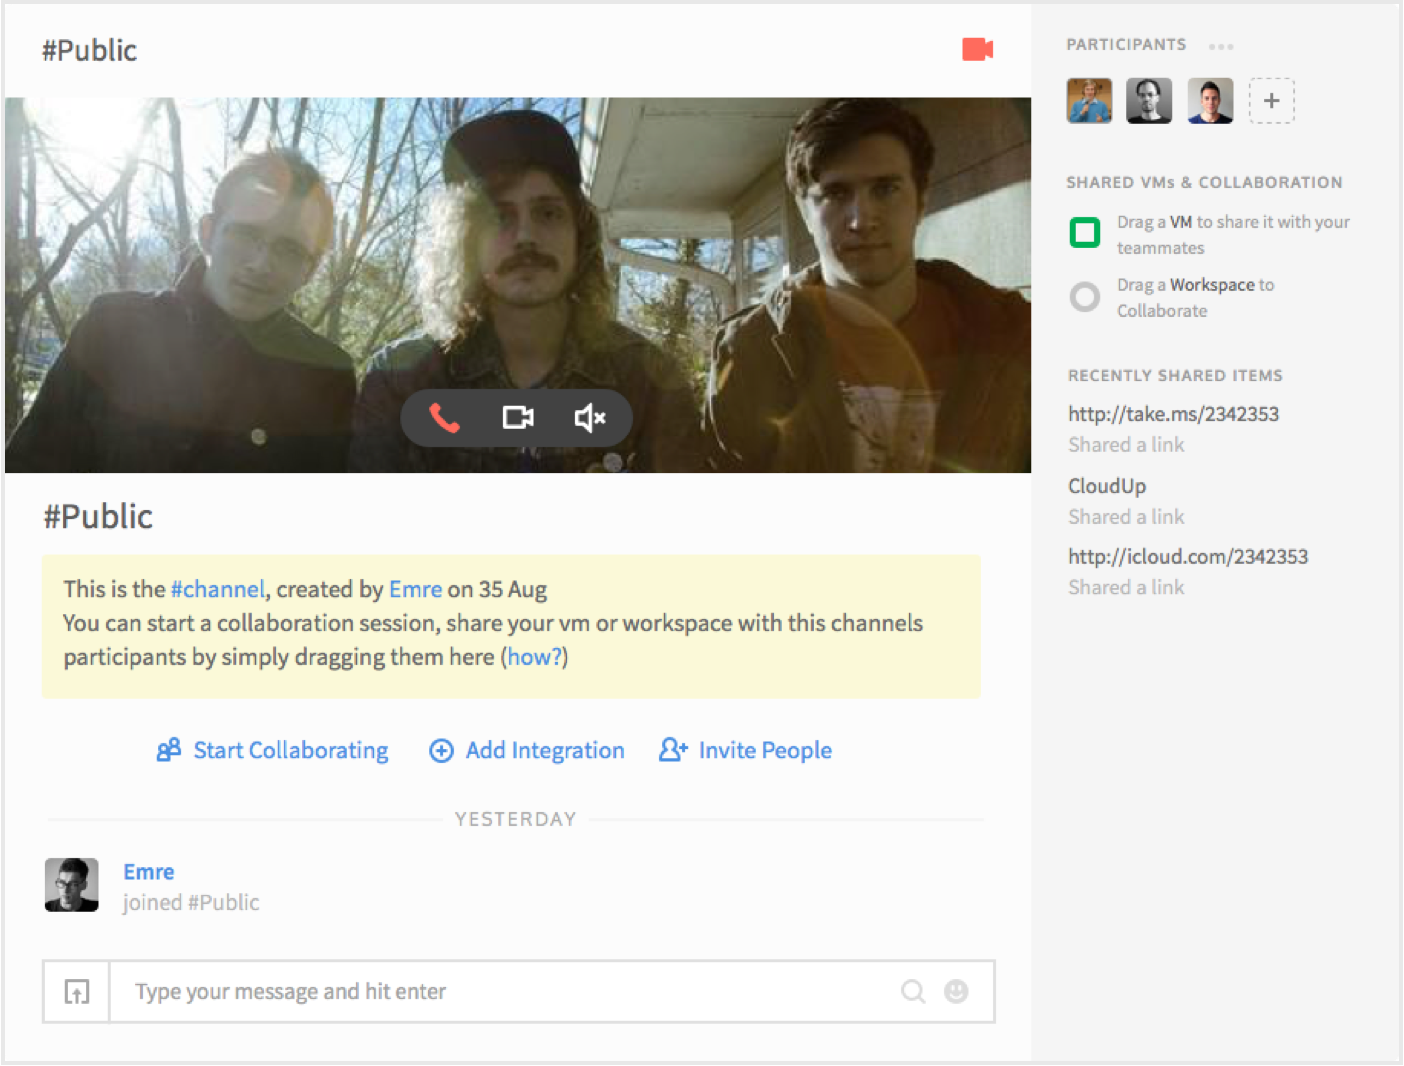 #Public
#Public
This is the #channel, created by Emre on 35 Aug
You can start a collaboration session, share your vm or workspace with this channels
participants by simply dragging them here (how?)
Start Collaborating
Add Integration
Invite People
YESTERDAY
Emre
joined #Public
Type your message and hit enter
PARTICIPANTS
SHARED VMs & COLLABORATION
Drag a VM to share it with your
teammates
Drag a Workspace to
Collaborate
RECENTLY SHARED ITEMS
http://take.ms/2342353
Shared a link
CloudUp
Shared a link
http://icloud.com/2342353
Shared a link